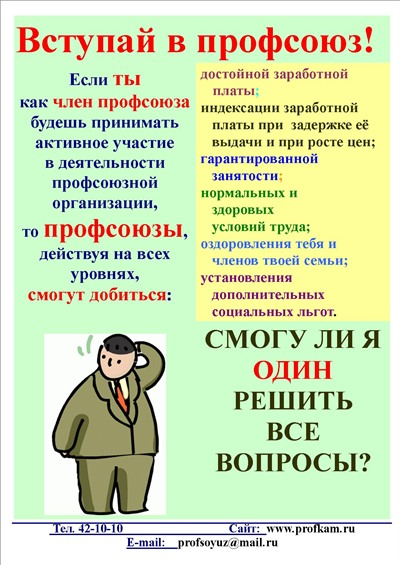 Вступай в профсоюз!
Если ты
как член профсоюза
будешь принимать
активное участие
в деятельности
профсоюзной
организации,
то профсоюзы,
действуя на всех
уровнях,
смогут добиться:
достойной заработной
платы;
индексации заработной
платы при задержке её
выдачи и при росте цен;
гарантированной
занятости;
нормальных и
здоровых
условий труда;
оздоровления тебя и
членов твоей семьи;
установления
дополнительных
социальных льгот.
СМОГУ ЛИ Я
ОДИН
РЕШИТЬ
ВСЕ
ВОПРОСЫ?
Тел. 42-10-10 Сайт: www.profkam.ru
E-mail: profsoyuz@mail.ru